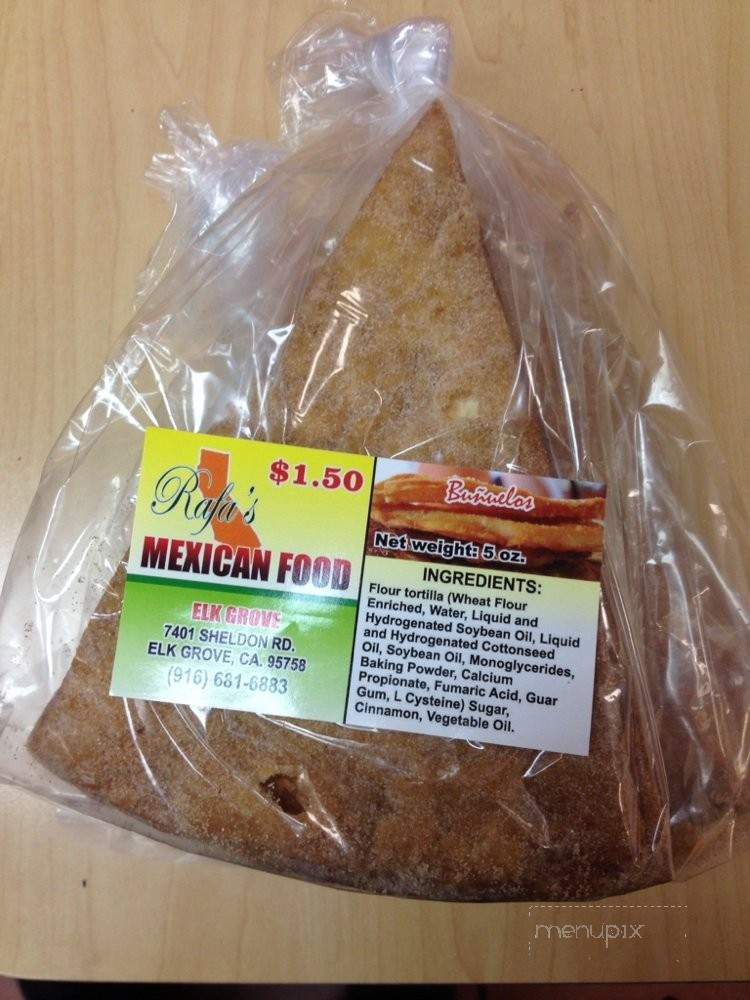 $1.50
Rafa's
MEXICAN FOOD
ELK GROVE
7401 SHELDON RD.
ELK GROVE, CA. 95758
(916) 681-6883
Buñuelos
Net weight: 5 oz.
INGREDIENTS:
Flour tortilla (Wheat Flour
Enriched, Water, Liquid and
Hydrogenated Soybean Oil, Liquid
and Hydrogenated Cottonseed
Oil, Soybean Oil, Monoglycerides,
Baking Powder, Calcium
Propionate, Fumaric Acid, Guar
Gum, L Cysteine) Sugar,
Cinnamon, Vegetable Oil.
menupix